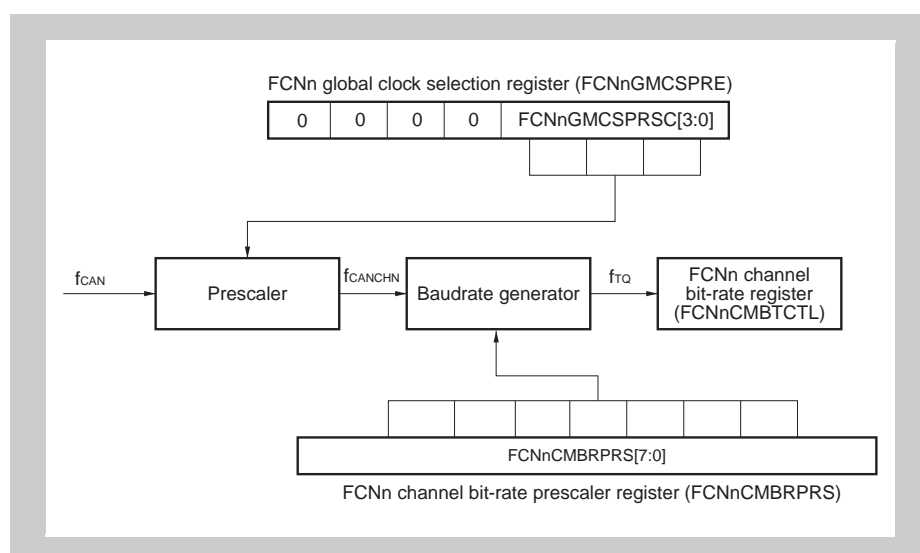 FCNn global clock selection register (FCNnGMCSPRE)
0 0 0 0 FCNnGMCSPRSC[3:0]
fCAN
Prescaler
fCANCHN
Baudrate generator
fTQ
FCNn channel
bit-rate register
(FCNnCMBTCTL)
FCNnCMBRPRS[7:0]
FCNn channel bit-rate prescaler register (FCNnCMBRPRS)